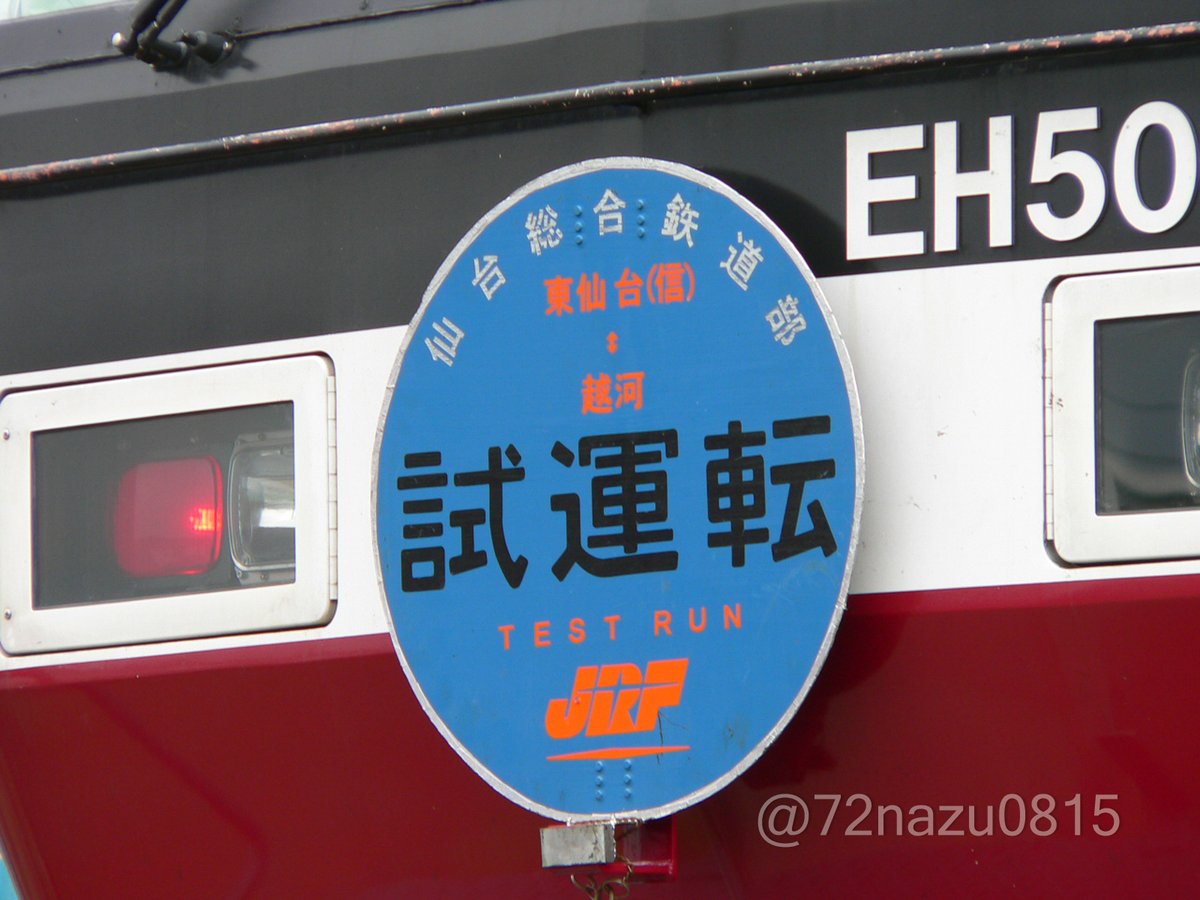 EH50
仙台総合鉄道部
東仙台(信)
越河
試運転
TEST RUN
JRF
@72nazu0815